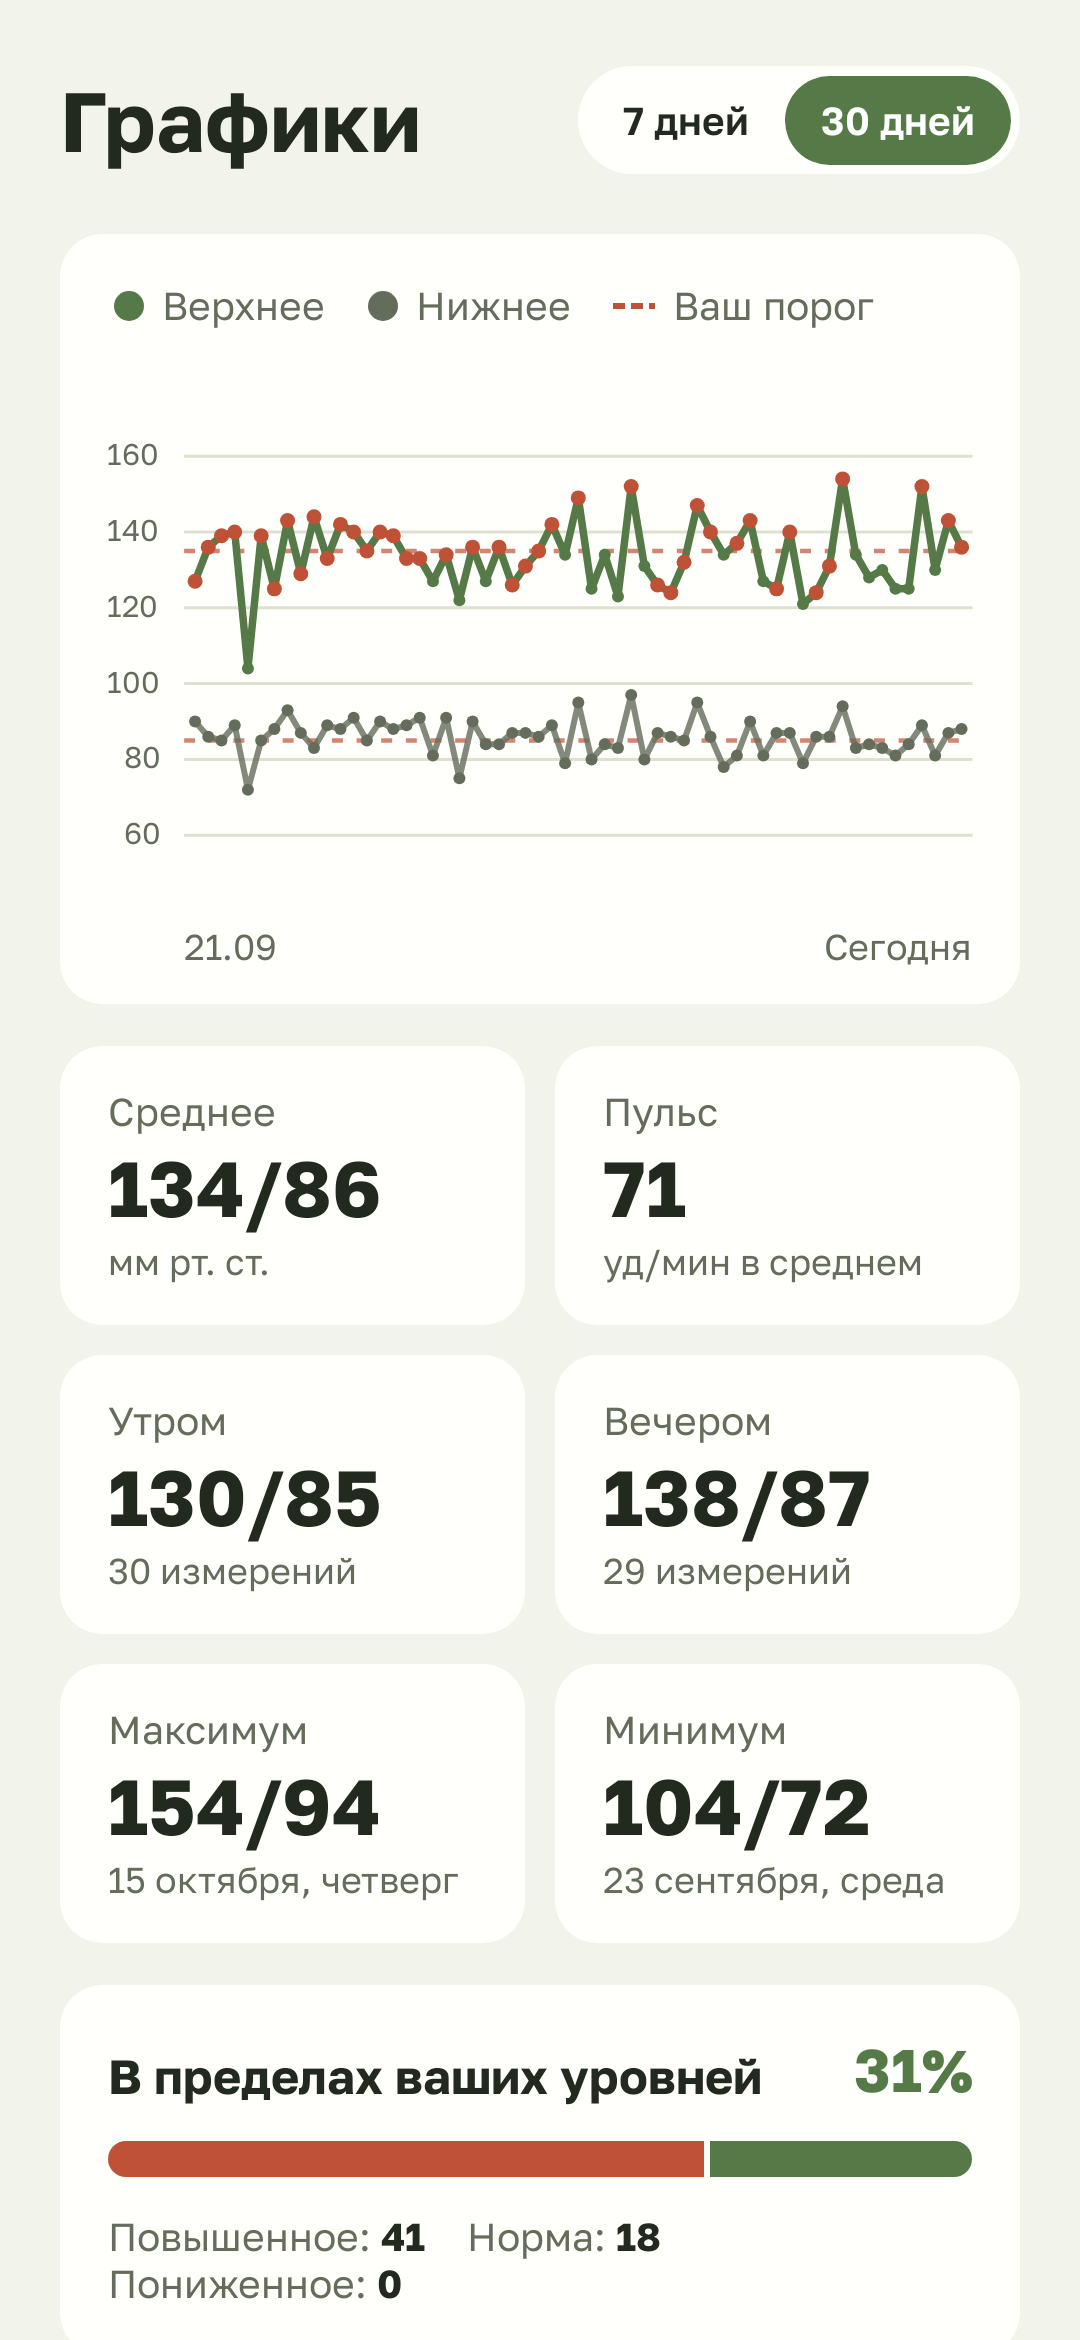 Графики
7 дней 30 дней
Верхнее Нижнее Ваш порог
160
140
120
100
80
60
21.09 Сегодня
Среднее
134/86
мм рт. ст.
Пульс
71
уд/мин в среднем
Утром
130/85
30 измерений
Вечером
138/87
29 измерений
Максимум
154/94
15 октября, четверг
Минимум
104/72
23 сентября, среда
В пределах ваших уровней 31%
Повышенное: 41 Норма: 18
Пониженное: 0